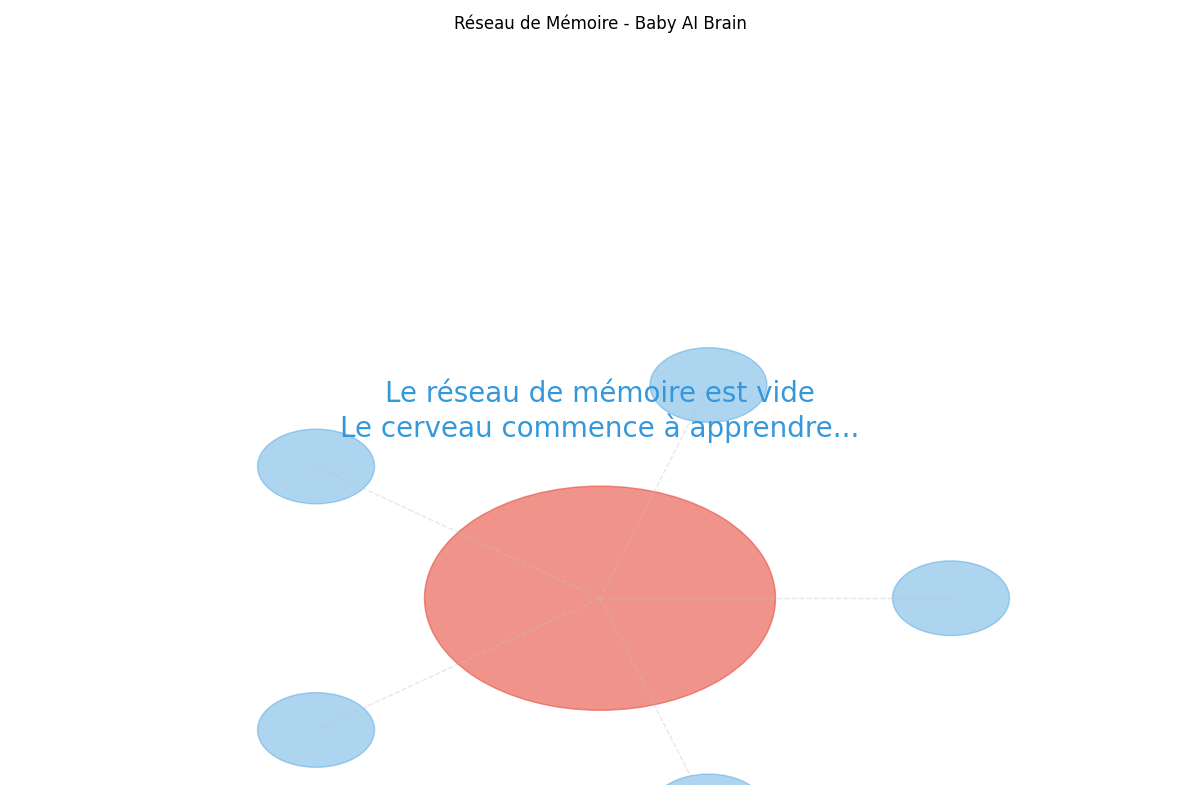 Réseau de Mémoire - Baby AI Brain
Le réseau de mémoire est vide
Le cerveau commence à apprendre...